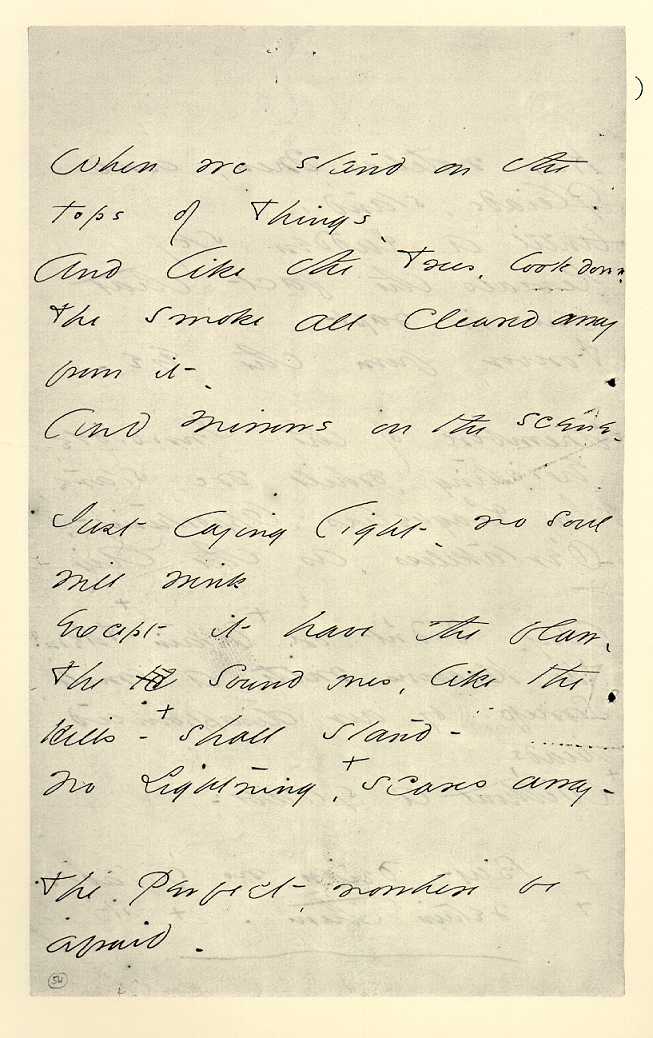 When we stand on the
tops of Things
And like the Trees, look down
The smoke all cleared away
from it -
And Mirrors on the scene -
Just laying light - no soul
will wink
Except it have the flaw -
The Sound ones, like the
Hills - + shall stand -
No Lightning, + scares away -
The Perfect, nowhere be
afraid -
54